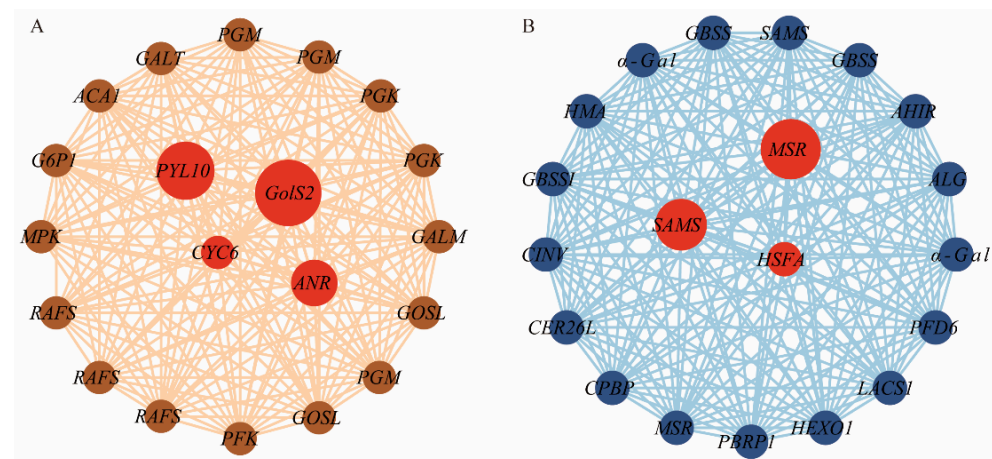 A
PGM
PGM
PGK
PGK
GALM
GOSL
PGM
GOSL
PFK
RAFS
RAFS
RAFS
MPK
G6P1
ACA1
GALT
PYL10
GolS2
CYC6
ANR
B
GBSS
SAMS
GBSS
AHIR
ALG
α-Gal
PFD6
LACS1
HEXO1
PBRP1
MSR
CPBP
CER26L
CINV
GBSSI
HMA
α-Gal
MSR
SAMS
HSFA